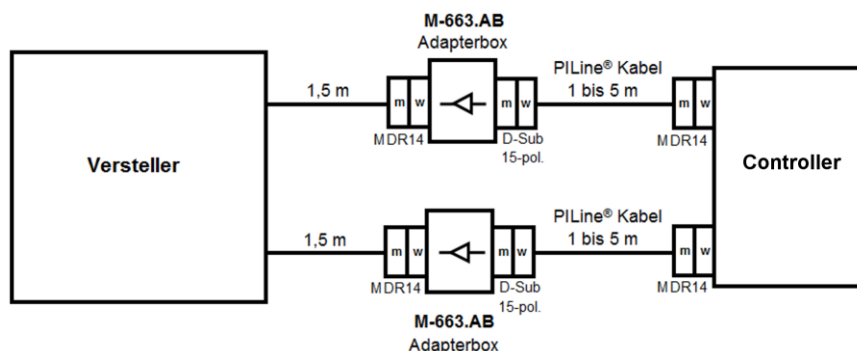 M-663.AB
Adapterbox
PILine® Kabel
1 bis 5 m
1,5 m
m w
m w
m w
MDR14
D-Sub
15-pol.
MDR14
Versteller
Controller
PILine® Kabel
1 bis 5 m
1,5 m
m w
m w
m w
MDR14
D-Sub
15-pol.
MDR14
M-663.AB
Adapterbox